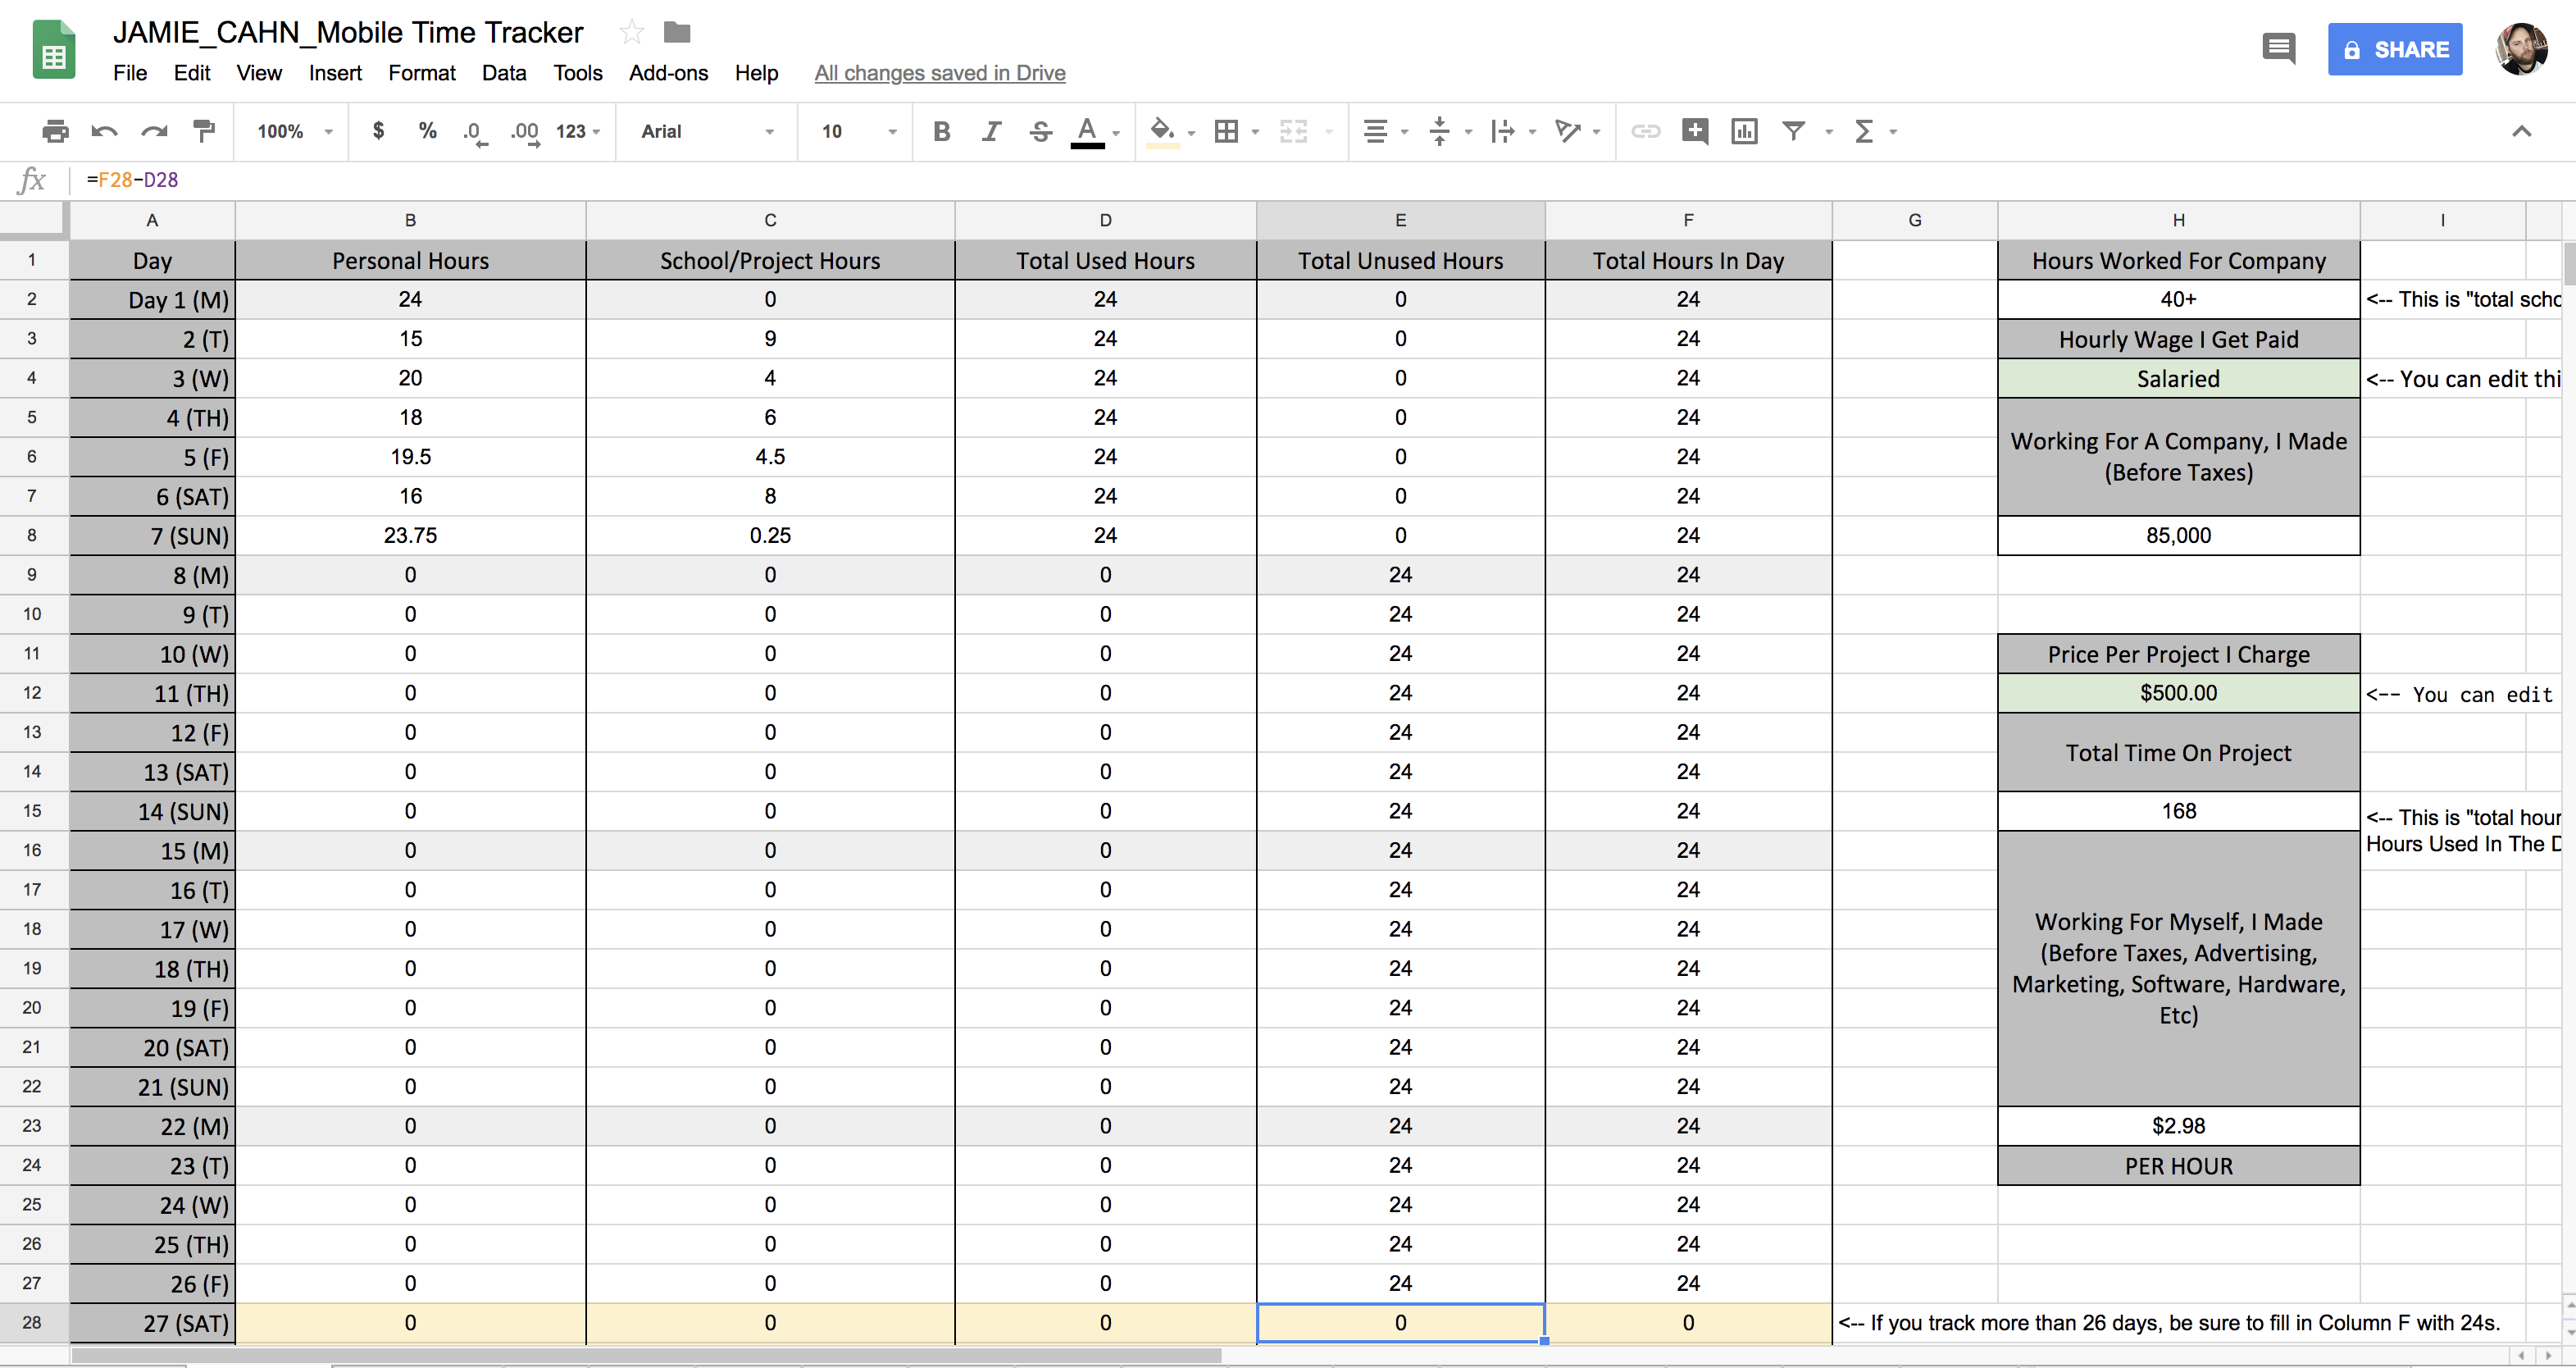 JAMIE_CAHN_Mobile Time Tracker
File Edit View Insert Format Data Tools Add-ons Help All changes saved in Drive
SHARE
100% $ % .0 .00 123 Arial 10 B I S A Σ
fx =F28-D28
A B C D E F G H I
1 Day Personal Hours School/Project Hours Total Used Hours Total Unused Hours Total Hours In Day Hours Worked For Company
2 Day 1 (M) 24 0 24 0 24 40+ <-- This is "total scho
3 2 (T) 15 9 24 0 24 Hourly Wage I Get Paid
4 3 (W) 20 4 24 0 24 Salaried <-- You can edit thi
5 4 (TH) 18 6 24 0 24
Working For A Company, I Made
6 5 (F) 19.5 4.5 24 0 24
(Before Taxes)
7 6 (SAT) 16 8 24 0 24
8 7 (SUN) 23.75 0.25 24 0 24 85,000
9 8 (M) 0 0 0 24 24
10 9 (T) 0 0 0 24 24
11 10 (W) 0 0 0 24 24 Price Per Project I Charge
12 11 (TH) 0 0 0 24 24 $500.00 <-- You can edit
13 12 (F) 0 0 0 24 24
Total Time On Project
14 13 (SAT) 0 0 0 24 24
15 14 (SUN) 0 0 0 24 24 168 <-- This is "total hour
16 15 (M) 0 0 0 24 24 Hours Used In The D
17 16 (T) 0 0 0 24 24
18 17 (W) 0 0 0 24 24 Working For Myself, I Made
(Before Taxes, Advertising,
19 18 (TH) 0 0 0 24 24
Marketing, Software, Hardware,
20 19 (F) 0 0 0 24 24 Etc)
21 20 (SAT) 0 0 0 24 24
22 21 (SUN) 0 0 0 24 24
23 22 (M) 0 0 0 24 24 $2.98
24 23 (T) 0 0 0 24 24 PER HOUR
25 24 (W) 0 0 0 24 24
26 25 (TH) 0 0 0 24 24
27 26 (F) 0 0 0 24 24
28 27 (SAT) 0 0 0 0 0 <-- If you track more than 26 days, be sure to fill in Column F with 24s.